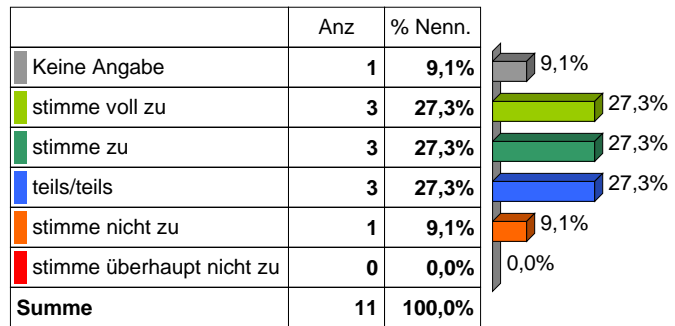 Anz % Nenn.
Keine Angabe 1 9,1% 9,1%
stimme voll zu 3 27,3% 27,3%
stimme zu 3 27,3% 27,3%
teils/teils 3 27,3% 27,3%
stimme nicht zu 1 9,1% 9,1%
stimme überhaupt nicht zu 0 0,0% 0,0%
Summe 11 100,0%